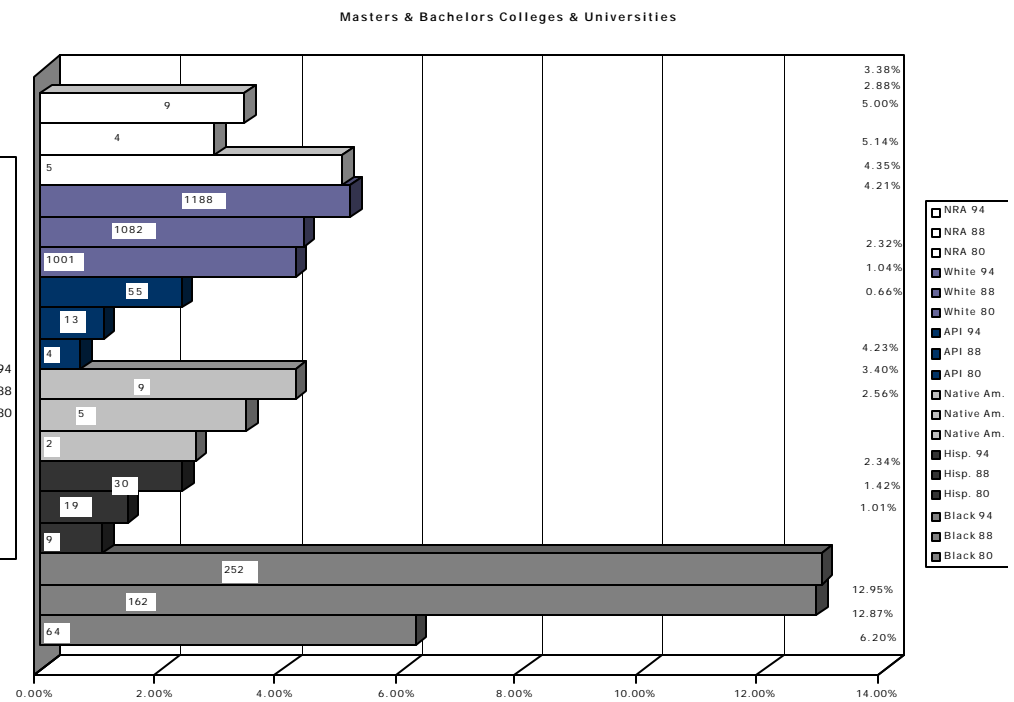 Masters & Bachelors Colleges & Universities
3.38%
2.88%
5.00%
5.14%
4.35%
4.21%
2.32%
1.04%
0.66%
4.23%
3.40%
2.56%
2.34%
1.42%
1.01%
12.95%
12.87%
6.20%
9
4
5
1188
1082
1001
55
13
4
9
5
2
30
19
9
252
162
64
94
88
80
0.00%
2.00%
4.00%
6.00%
8.00%
10.00%
12.00%
14.00%
NRA 94
NRA 88
NRA 80
White 94
White 88
White 80
API 94
API 88
API 80
Native Am.
Native Am.
Native Am.
Hisp. 94
Hisp. 88
Hisp. 80
Black 94
Black 88
Black 80